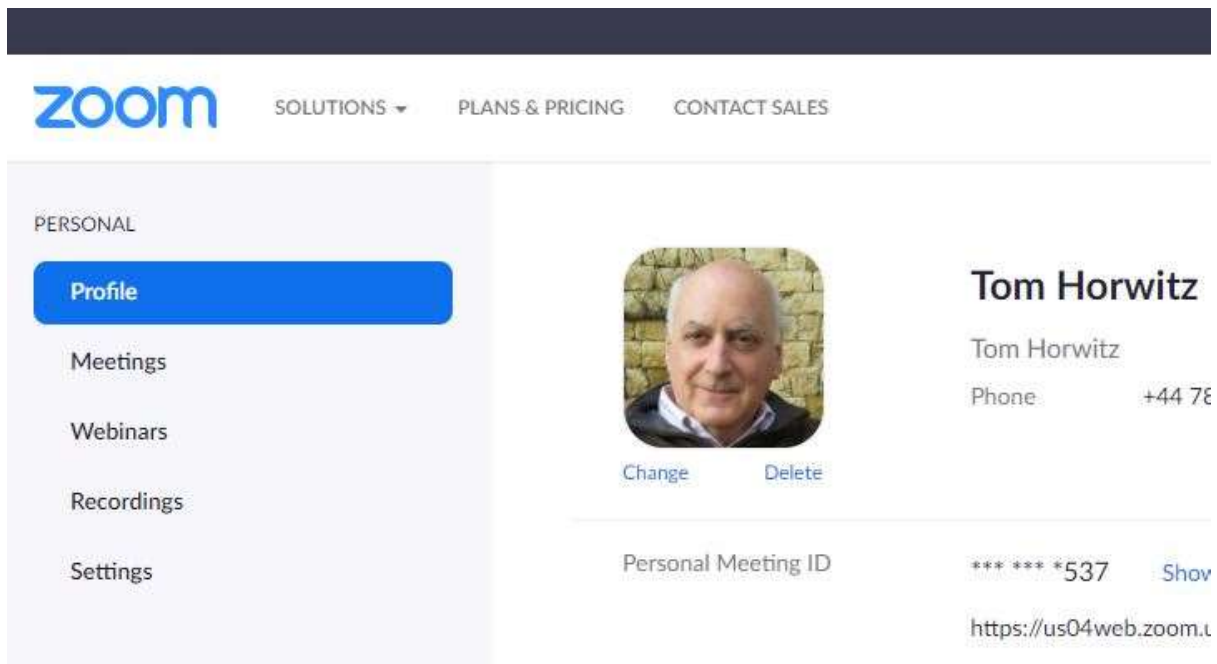 zoom SOLUTIONS PLANS & PRICING CONTACT SALES
PERSONAL
Profile
Meetings
Webinars
Recordings
Settings
Change Delete
Tom Horwitz
Tom Horwitz
Phone +44 78
Personal Meeting ID *** *** *537 Show
https://us04web.zoom.u